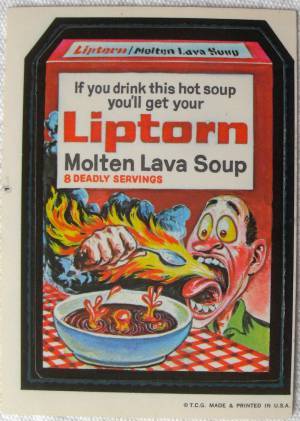 Liptorn/Molten Lava Soup
If you drink this hot soup
you'll get your
Liptorn
Molten Lava Soup
8 DEADLY SERVINGS
© T.C.G. MADE & PRINTED IN U.S.A.